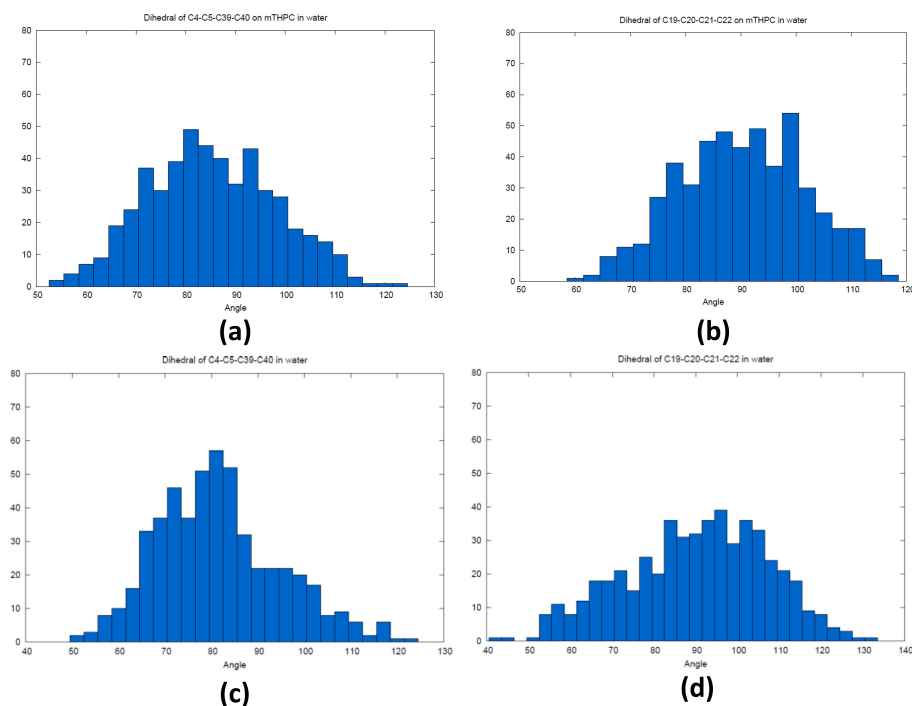 Dihedral of C4-C5-C39-C40 on mTHPC in water
80
70
60
50
40
30
20
10
0
50 60 70 80 90 100 110 120 130
Angle
(a)
Dihedral of C19-C20-C21-C22 on mTHPC in water
80
70
60
50
40
30
20
10
0
50 60 70 80 90 100 110 120
Angle
(b)
Dihedral of C4-C5-C39-C40 in water
80
70
60
50
40
30
20
10
0
40 50 60 70 80 90 100 110 120 130
Angle
(c)
Dihedral of C19-C20-C21-C22 in water
80
70
60
50
40
30
20
10
0
40 50 60 70 80 90 100 110 120 130 140
Angle
(d)